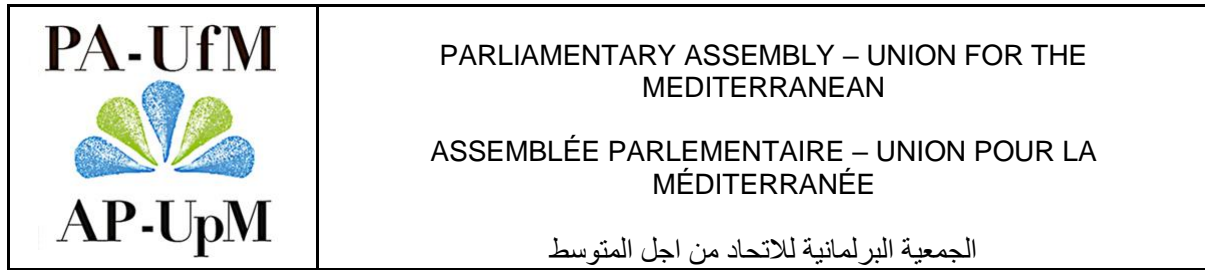 PA-UfM
AP-UpM
PARLIAMENTARY ASSEMBLY – UNION FOR THE
MEDITERRANEAN
ASSEMBLÉE PARLEMENTAIRE – UNION POUR LA
MÉDITERRANÉE
الجمعية البرلمانية للاتحاد من اجل المتوسط